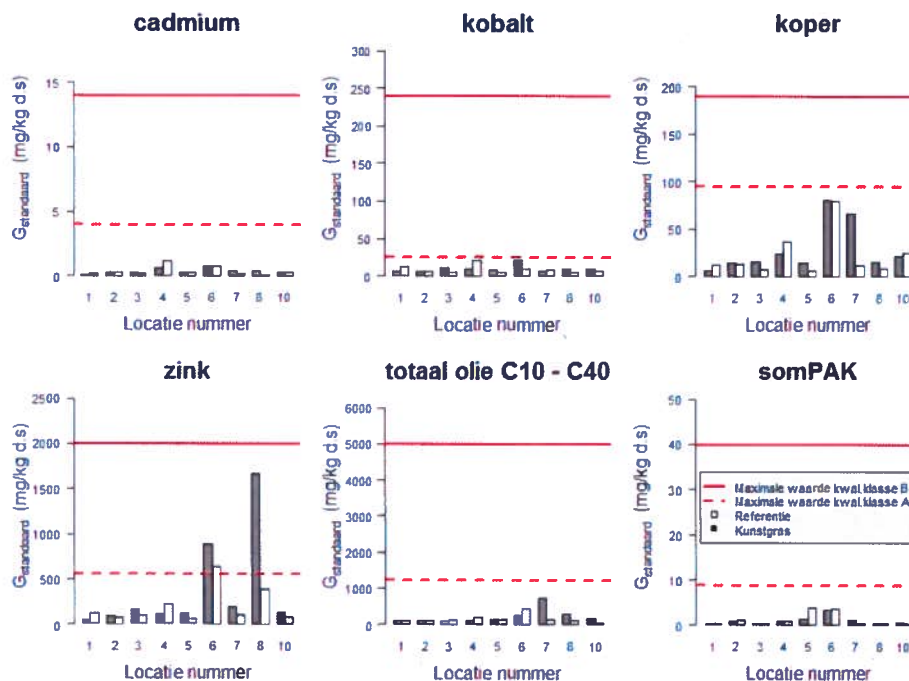 cadmium
kobalt
koper
Gstandaard (mg/kg d.s)
15
10
5
0
1 2 3 4 5 6 7 8 10
Locatie nummer
Gstandaard (mg/kg d.s)
300
250
200
150
100
50
0
1 2 3 4 5 6 7 8 10
Locatie nummer
Gstandaard (mg/kg d.s)
200
150
100
50
0
1 2 3 4 5 6 7 8 10
Locatie nummer
zink
totaal olie C10 - C40
somPAK
Gstandaard (mg/kg d.s)
2500
2000
1500
1000
500
0
1 2 3 4 5 6 7 8 10
Locatie nummer
Gstandaard (mg/kg d.s)
6000
5000
4000
3000
2000
1000
0
1 2 3 4 5 6 7 8 10
Locatie nummer
Gstandaard (mg/kg d.s)
50
40
30
20
10
0
Maximale waarde kwal.klasse B
Maximale waarde kwal.klasse A
Referentie
Kunstgras
1 2 3 4 5 6 7 8 10
Locatie nummer